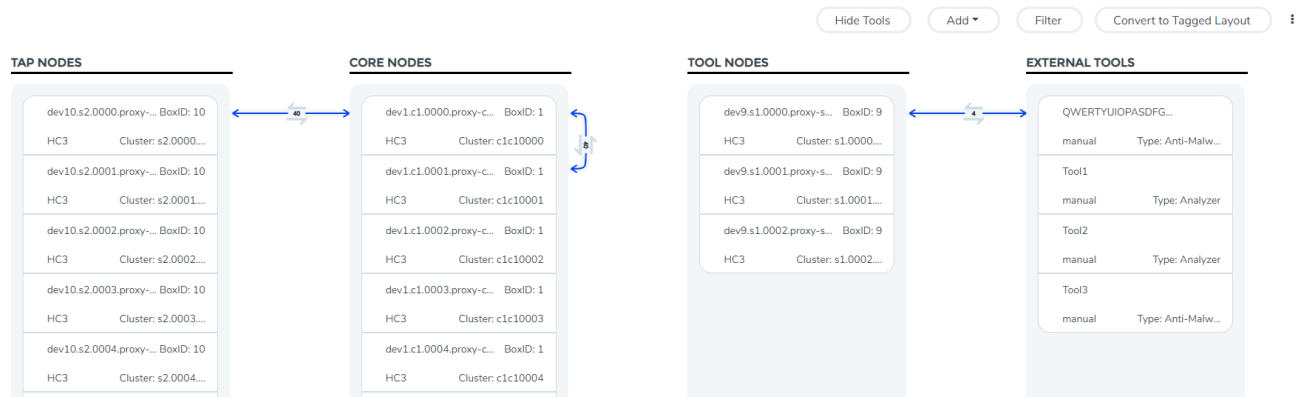 Hide Tools Add Filter Convert to Tagged Layout
TAP NODES CORE NODES TOOL NODES EXTERNAL TOOLS
dev10.s2.0000.proxy-... BoxID: 10 40 dev1.c1.0000.proxy-c... BoxID: 1 dev9.s1.0000.proxy-s... BoxID: 9 4 QWERTYUIOPASDFG...
HC3 Cluster: s2.0000.... HC3 Cluster: c1c10000 HC3 Cluster: s1.0000.... manual Type: Anti-Malw...
dev10.s2.0001.proxy-... BoxID: 10 dev1.c1.0001.proxy-c... BoxID: 1 dev9.s1.0001.proxy-s... BoxID: 9 Tool1
HC3 Cluster: s2.0001.... HC3 Cluster: c1c10001 HC3 Cluster: s1.0001.... manual Type: Analyzer
dev10.s2.0002.proxy-... BoxID: 10 dev1.c1.0002.proxy-c... BoxID: 1 dev9.s1.0002.proxy-s... BoxID: 9 Tool2
HC3 Cluster: s2.0002.... HC3 Cluster: c1c10002 HC3 Cluster: s1.0002.... manual Type: Analyzer
dev10.s2.0003.proxy-... BoxID: 10 dev1.c1.0003.proxy-c... BoxID: 1 Tool3
HC3 Cluster: s2.0003.... HC3 Cluster: c1c10003 manual Type: Anti-Malw...
dev10.s2.0004.proxy-... BoxID: 10 dev1.c1.0004.proxy-c... BoxID: 1
HC3 Cluster: s2.0004.... HC3 Cluster: c1c10004